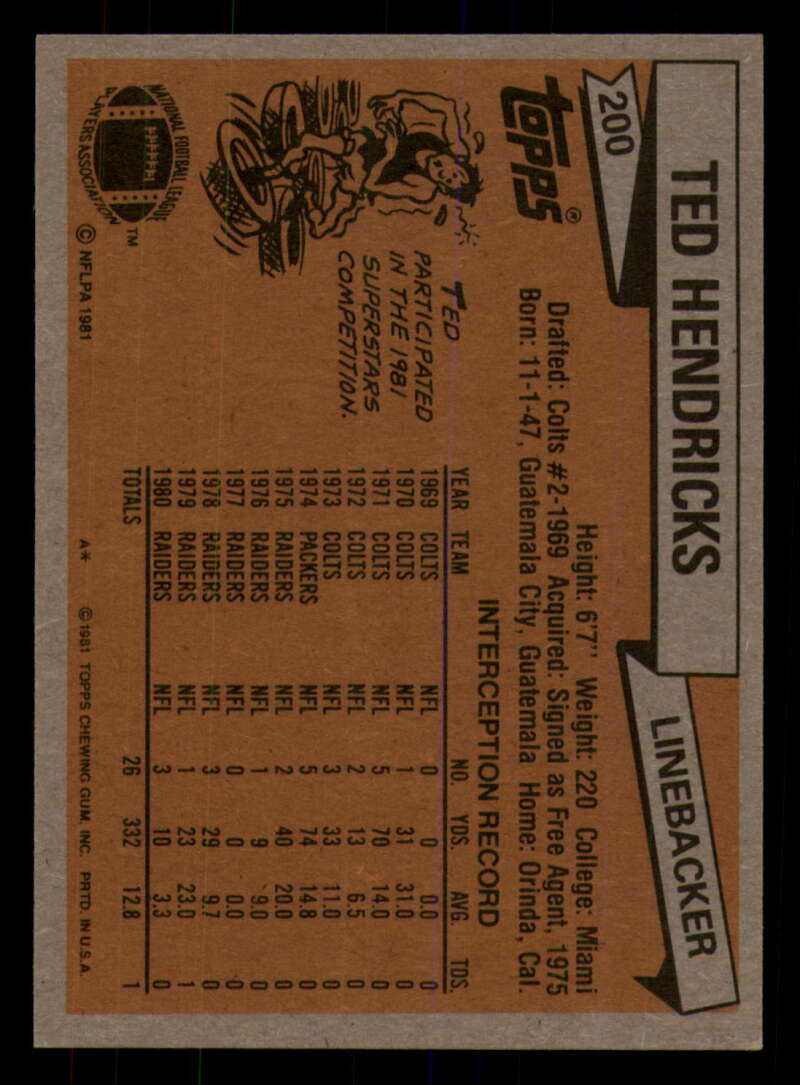 200
TED HENDRICKS
LINEBACKER
TOPPS®
Height: 6'7" Weight: 220 College: Miami
Drafted: Colts #2-1969 Acquired: Signed as Free Agent, 1975
Born: 11-1-47, Guatemala City, Guatemala Home: Orinda, Cal.
TED
PARTICIPATED
IN THE 1981
SUPERSTARS
COMPETITION.
INTERCEPTION RECORD
YEAR TEAM NO. YDS. AVG. TDS.
1969 COLTS NFL 0 0 0.0 0
1970 COLTS NFL 1 31 31.0 0
1971 COLTS NFL 5 70 14.0 0
1972 COLTS NFL 2 13 6.5 0
1973 COLTS NFL 3 33 11.0 0
1974 PACKERS NFL 5 74 14.8 0
1975 RAIDERS NFL 2 40 20.0 0
1976 RAIDERS NFL 1 9 9.0 0
1977 RAIDERS NFL 0 0 0.0 0
1978 RAIDERS NFL 3 29 9.7 0
1979 RAIDERS NFL 1 23 23.0 1
1980 RAIDERS NFL 3 10 3.3 0
TOTALS 26 332 12.8 1
NATIONAL FOOTBALL LEAGUE
PLAYERS ASSOCIATION
TM
© NFLPA 1981
A* ©1981 TOPPS CHEWING GUM, INC. PRTD. IN U.S.A.